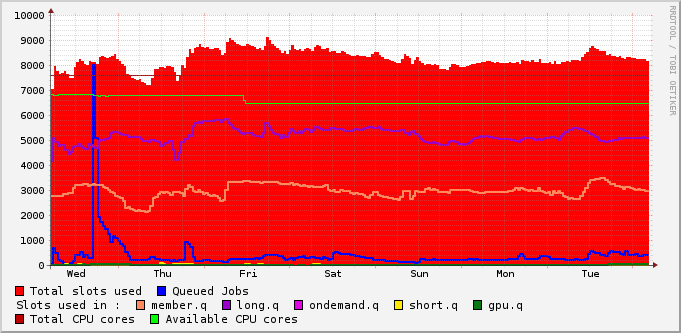 RRDTOOL / TOBI OETIKER
10000
9000
8000
7000
6000
5000
4000
3000
2000
1000
0
Wed Thu Fri Sat Sun Mon Tue
Total slots used Queued Jobs
Slots used in : member.q long.q ondemand.q short.q gpu.q
Total CPU cores Available CPU cores